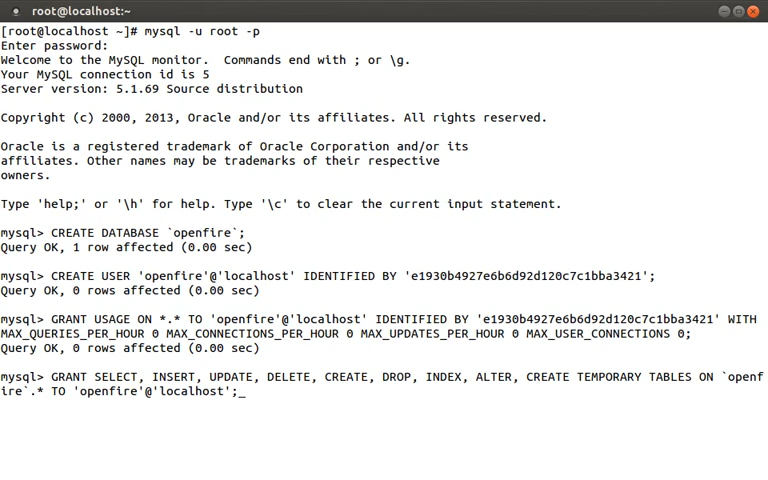 root@localhost:~
[root@localhost ~]# mysql -u root -p
Enter password:
Welcome to the MySQL monitor.  Commands end with ; or \g.
Your MySQL connection id is 5
Server version: 5.1.69 Source distribution
Copyright (c) 2000, 2013, Oracle and/or its affiliates. All rights reserved.
Oracle is a registered trademark of Oracle Corporation and/or its
affiliates. Other names may be trademarks of their respective
owners.
Type 'help;' or '\h' for help. Type '\c' to clear the current input statement.
mysql> CREATE DATABASE `openfire`;
Query OK, 1 row affected (0.00 sec)
mysql> CREATE USER 'openfire'@'localhost' IDENTIFIED BY 'e1930b4927e6b6d92d120c7c1bba3421';
Query OK, 0 rows affected (0.00 sec)
mysql> GRANT USAGE ON *.* TO 'openfire'@'localhost' IDENTIFIED BY 'e1930b4927e6b6d92d120c7c1bba3421' WITH
MAX_QUERIES_PER_HOUR 0 MAX_CONNECTIONS_PER_HOUR 0 MAX_UPDATES_PER_HOUR 0 MAX_USER_CONNECTIONS 0;
Query OK, 0 rows affected (0.00 sec)
mysql> GRANT SELECT, INSERT, UPDATE, DELETE, CREATE, DROP, INDEX, ALTER, CREATE TEMPORARY TABLES ON `openf
ire`.* TO 'openfire'@'localhost';_